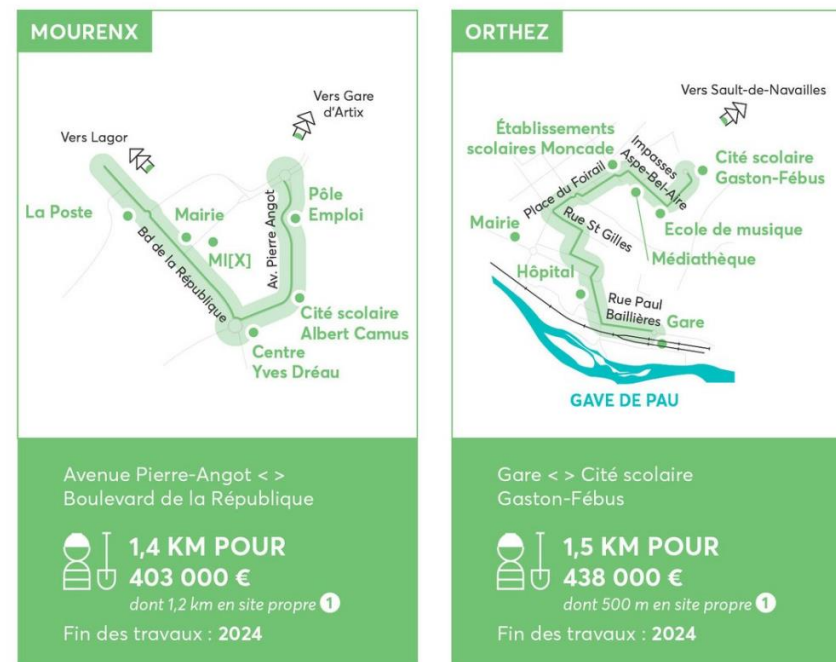 MOURENX
Vers Gare
d'Artix
Vers Lagor
La Poste
Mairie
MI[X]
Bd de la République
Av. Pierre Angot
Pôle
Emploi
Cité scolaire
Albert Camus
Centre
Yves Dréau
Avenue Pierre-Angot < >
Boulevard de la République
1,4 KM POUR
403 000 €
dont 1,2 km en site propre 1
Fin des travaux : 2024
ORTHEZ
Vers Sault-de-Navailles
Établissements
scolaires Moncade
Impasses
Aspe-Bel-Aire
Cité scolaire
Gaston-Fébus
Place du Foirail
Rue St Gilles
Mairie
Ecole de musique
Médiathèque
Hôpital
Rue Paul
Baillières
Gare
GAVE DE PAU
Gare < > Cité scolaire
Gaston-Fébus
1,5 KM POUR
438 000 €
dont 500 m en site propre 1
Fin des travaux : 2024